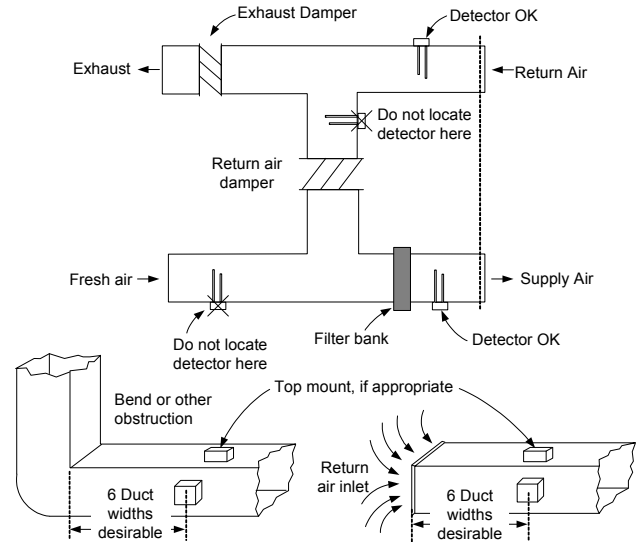 Exhaust Damper
Detector OK
Exhaust
Return Air
Do not locate
detector here
Return air
damper
Fresh air
Supply Air
Do not locate
detector here
Filter bank
Detector OK
Bend or other
obstruction
Top mount, if appropriate
Return
air inlet
6 Duct
widths
desirable
6 Duct
widths
desirable